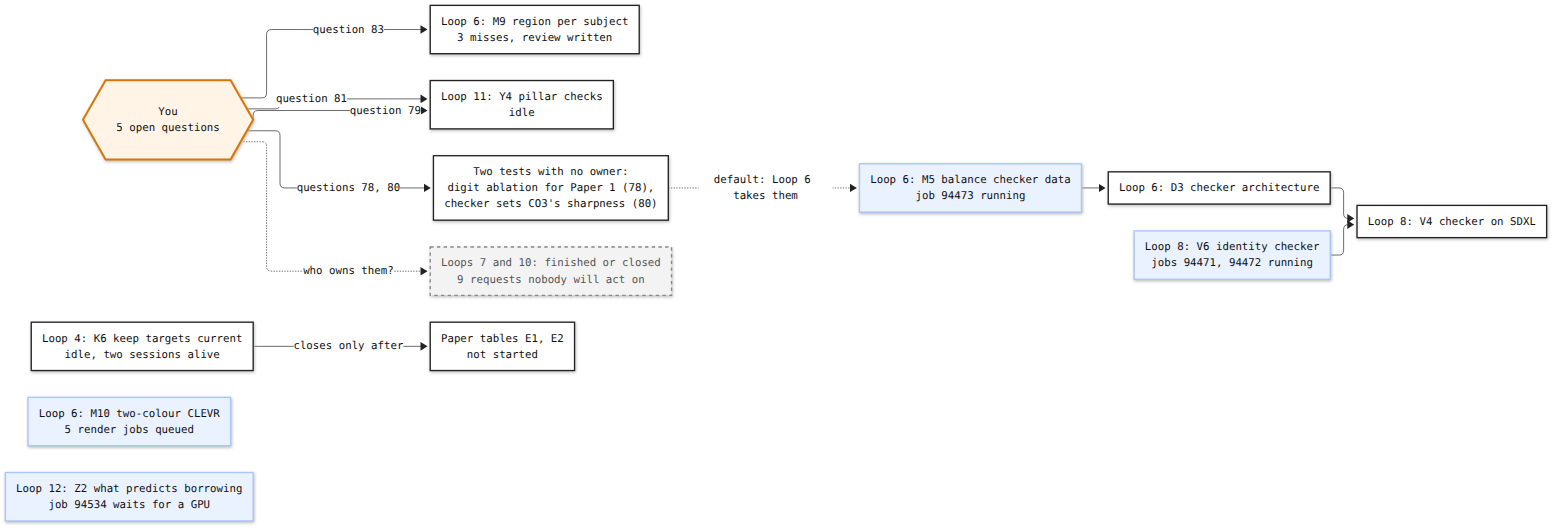 question 83
Loop 6: M9 region per subject
3 misses, review written
You
5 open questions
question 81
question 79
Loop 11: Y4 pillar checks
idle
questions 78, 80
Two tests with no owner:
digit ablation for Paper 1 (78),
checker sets CO3's sharpness (80)
default: Loop 6
takes them
Loop 6: M5 balance checker data
job 94473 running
Loop 6: D3 checker architecture
Loop 8: V4 checker on SDXL
Loop 8: V6 identity checker
jobs 94471, 94472 running
who owns them?
Loops 7 and 10: finished or closed
9 requests nobody will act on
Loop 4: K6 keep targets current
idle, two sessions alive
closes only after
Paper tables E1, E2
not started
Loop 6: M10 two-colour CLEVR
5 render jobs queued
Loop 12: Z2 what predicts borrowing
job 94534 waits for a GPU